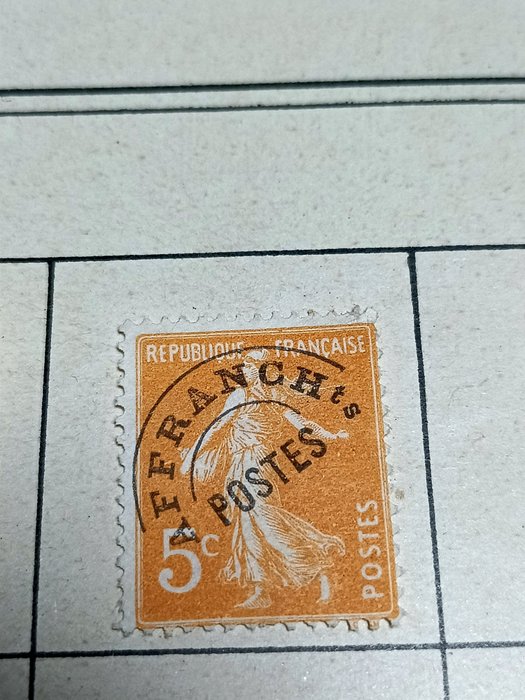 REPUBLIQUE FRANÇAISE
AFFRANCHts
POSTES
5c
POSTES